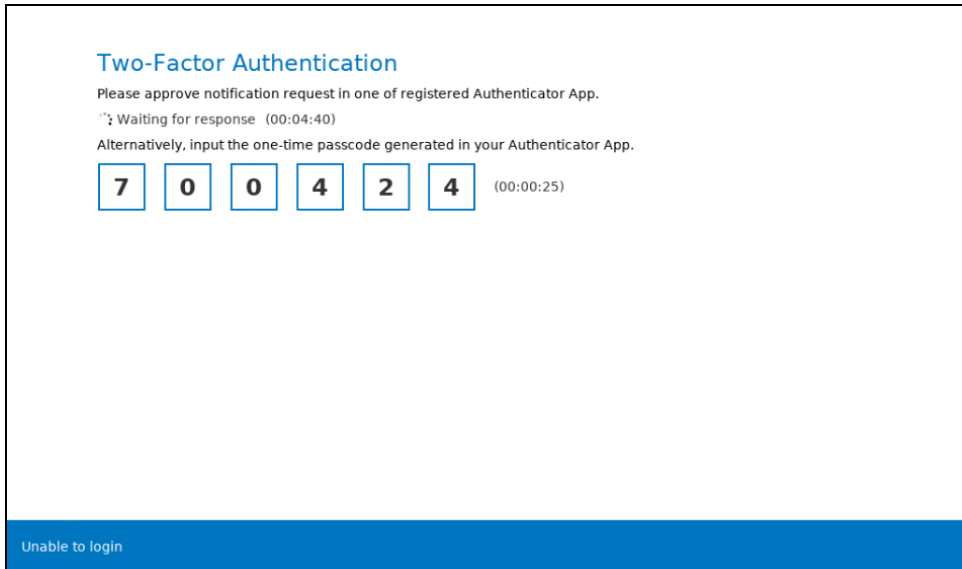 Two-Factor Authentication
Please approve notification request in one of registered Authenticator App.
Waiting for response (00:04:40)
Alternatively, input the one-time passcode generated in your Authenticator App.
7 0 0 4 2 4 (00:00:25)
Unable to login